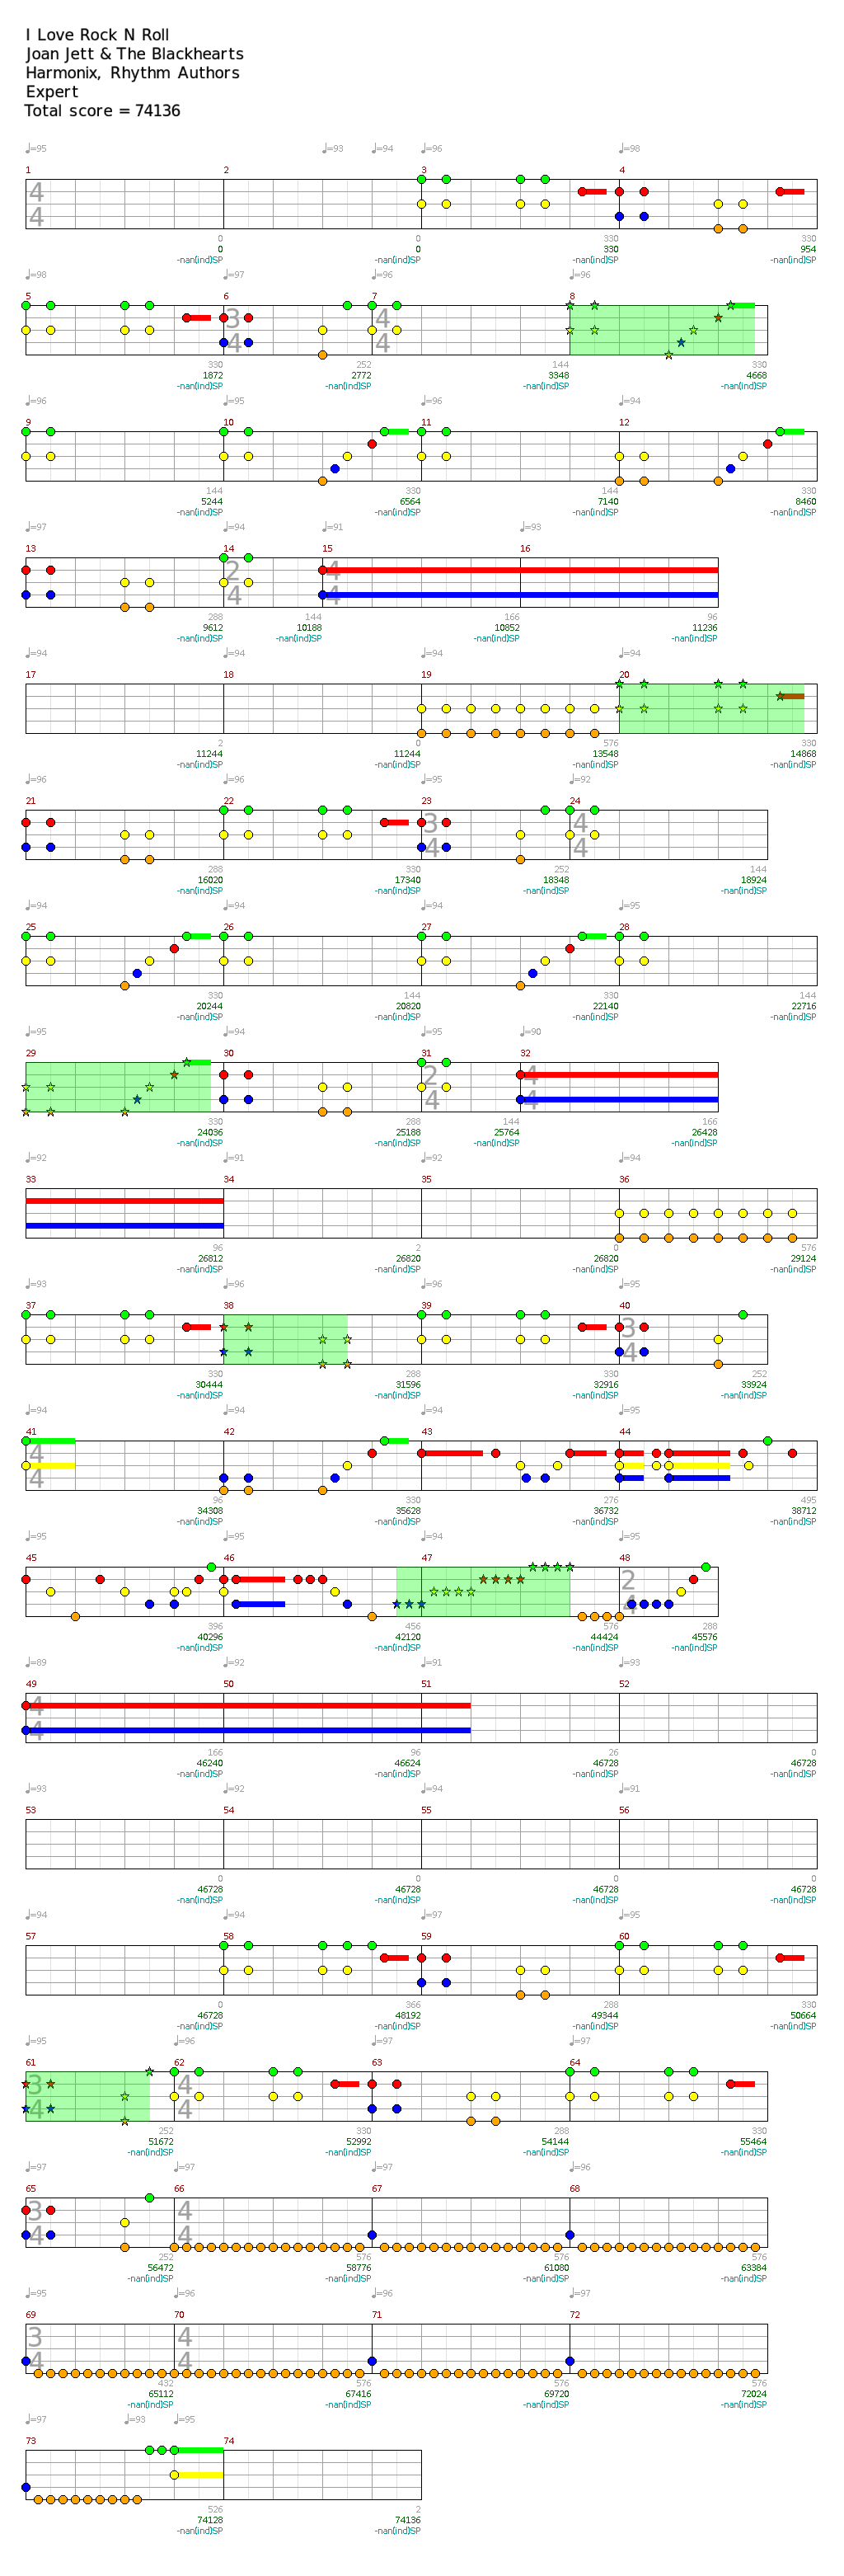 I Love Rock N Roll
Joan Jett & The Blackhearts
Harmonix, Rhythm Authors
Expert
Total score = 74136
♩=95 ♩=93 ♩=94 ♩=96 ♩=98
1 2 3 4
4
4
0 0 330 330
0 0 330 954
-nan(ind)SP -nan(ind)SP -nan(ind)SP -nan(ind)SP
♩=98 ♩=97 ♩=96 ♩=96
5 6 7 8
3 4
4 4
330 252 144 330
1872 2772 3348 4668
-nan(ind)SP -nan(ind)SP -nan(ind)SP -nan(ind)SP
♩=96 ♩=95 ♩=96 ♩=94
9 10 11 12
144 330 144 330
5244 6564 7140 8460
-nan(ind)SP -nan(ind)SP -nan(ind)SP -nan(ind)SP
♩=97 ♩=94 ♩=91 ♩=93
13 14 15 16
2 4
4 4
288 144 166 96
9612 10188 10852 11236
-nan(ind)SP -nan(ind)SP -nan(ind)SP -nan(ind)SP
♩=94 ♩=94 ♩=94 ♩=94
17 18 19 20
2 0 576 330
11244 11244 13548 14868
-nan(ind)SP -nan(ind)SP -nan(ind)SP -nan(ind)SP
♩=96 ♩=96 ♩=95 ♩=92
21 22 23 24
3 4
4 4
288 330 252 144
16020 17340 18348 18924
-nan(ind)SP -nan(ind)SP -nan(ind)SP -nan(ind)SP
♩=94 ♩=94 ♩=94 ♩=95
25 26 27 28
330 144 330 144
20244 20820 22140 22716
-nan(ind)SP -nan(ind)SP -nan(ind)SP -nan(ind)SP
♩=95 ♩=94 ♩=95 ♩=90
29 30 31 32
2 4
4 4
330 288 144 166
24036 25188 25764 26428
-nan(ind)SP -nan(ind)SP -nan(ind)SP -nan(ind)SP
♩=92 ♩=91 ♩=92 ♩=94
33 34 35 36
96 2 0 576
26812 26820 26820 29124
-nan(ind)SP -nan(ind)SP -nan(ind)SP -nan(ind)SP
♩=93 ♩=96 ♩=96 ♩=95
37 38 39 40
3
4
330 288 330 252
30444 31596 32916 33924
-nan(ind)SP -nan(ind)SP -nan(ind)SP -nan(ind)SP
♩=94 ♩=94 ♩=94 ♩=95
41 42 43 44
4
4
96 330 276 495
34308 35628 36732 38712
-nan(ind)SP -nan(ind)SP -nan(ind)SP -nan(ind)SP
♩=95 ♩=95 ♩=94 ♩=95
45 46 47 48
2
4
396 456 576 288
40296 42120 44424 45576
-nan(ind)SP -nan(ind)SP -nan(ind)SP -nan(ind)SP
♩=89 ♩=92 ♩=91 ♩=93
49 50 51 52
4
4
166 96 26 0
46240 46624 46728 46728
-nan(ind)SP -nan(ind)SP -nan(ind)SP -nan(ind)SP
♩=93 ♩=92 ♩=94 ♩=91
53 54 55 56
0 0 0 0
46728 46728 46728 46728
-nan(ind)SP -nan(ind)SP -nan(ind)SP -nan(ind)SP
♩=94 ♩=94 ♩=97 ♩=95
57 58 59 60
0 366 288 330
46728 48192 49344 50664
-nan(ind)SP -nan(ind)SP -nan(ind)SP -nan(ind)SP
♩=95 ♩=96 ♩=97 ♩=97
61 62 63 64
3 4
4 4
252 330 288 330
51672 52992 54144 55464
-nan(ind)SP -nan(ind)SP -nan(ind)SP -nan(ind)SP
♩=97 ♩=97 ♩=97 ♩=96
65 66 67 68
3 4
4 4
252 576 576 576
56472 58776 61080 63384
-nan(ind)SP -nan(ind)SP -nan(ind)SP -nan(ind)SP
♩=95 ♩=96 ♩=96 ♩=97
69 70 71 72
3 4
4 4
432 576 576 576
65112 67416 69720 72024
-nan(ind)SP -nan(ind)SP -nan(ind)SP -nan(ind)SP
♩=97 ♩=93 ♩=95
73 74
526 2
74128 74136
-nan(ind)SP -nan(ind)SP